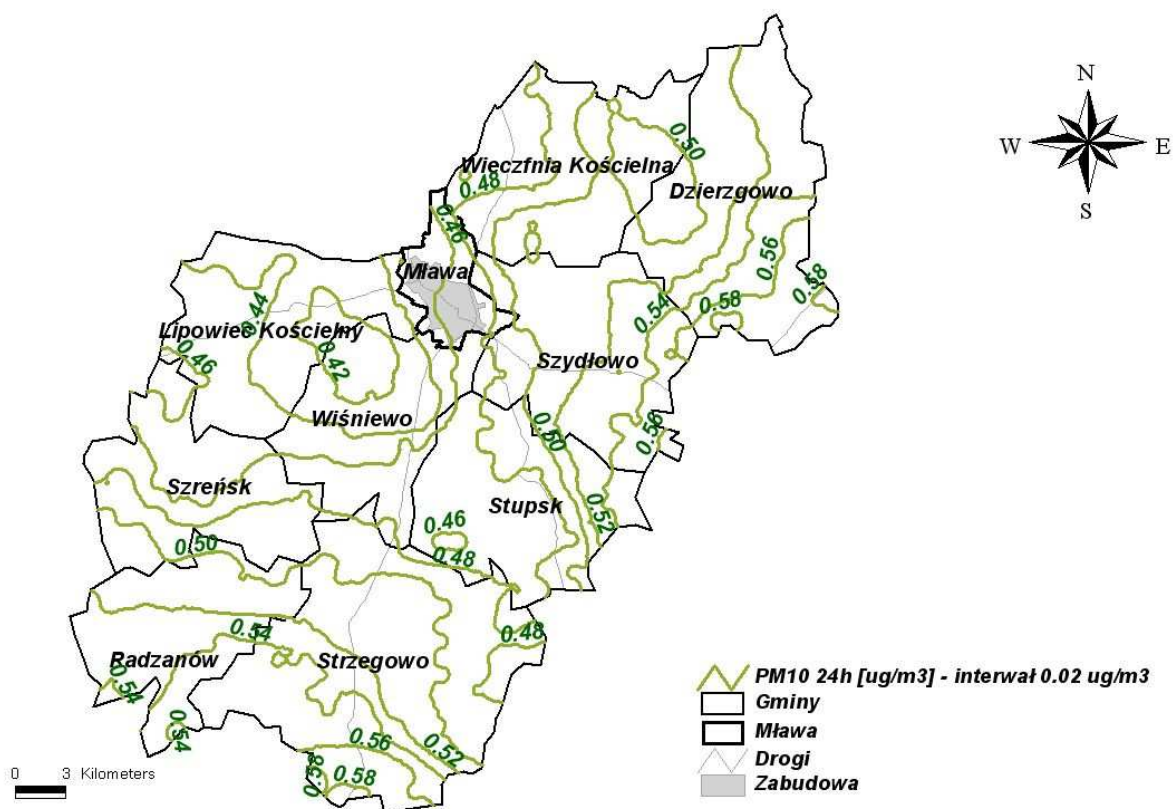 N
W E
S
0.50
Wieczfnia Kościelna
0.48
Dzierzgowo
0.46
0.56
Mława
0.58
0.54
0.58
0.44
Lipowiec Kościelny
0.46
0.42
Szydłowo
Wiśniewo
0.50
0.56
Szreńsk
Stupsk
0.46
0.52
0.50
0.48
0.54
0.48
Radzanów
Strzegowo
0.54
0.54
0.56
0.52
0.58
0.58
PM10 24h [ug/m3] - interwał 0.02 ug/m3
Gminy
Mława
Drogi
Zabudowa
0 3 Kilometers